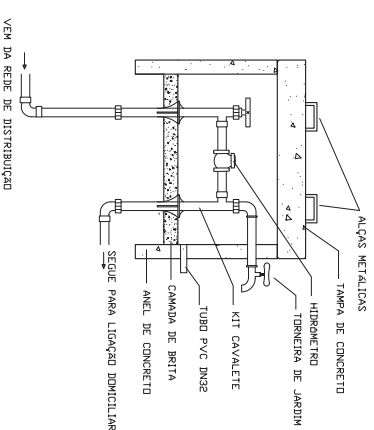 ALÇAS METÁLICAS
TAMPA DE CONCRETO
TORNEIRA DE JARDIM
HIDRÔMETRO
KIT CAVALETE
TUBO PVC DN32
CAMADA DE BRITA
ANEL DE CONCRETO
SEGUE PARA LIGAÇÃO DOMICILIAR
VEM DA REDE DE DISTRIBUIÇÃO